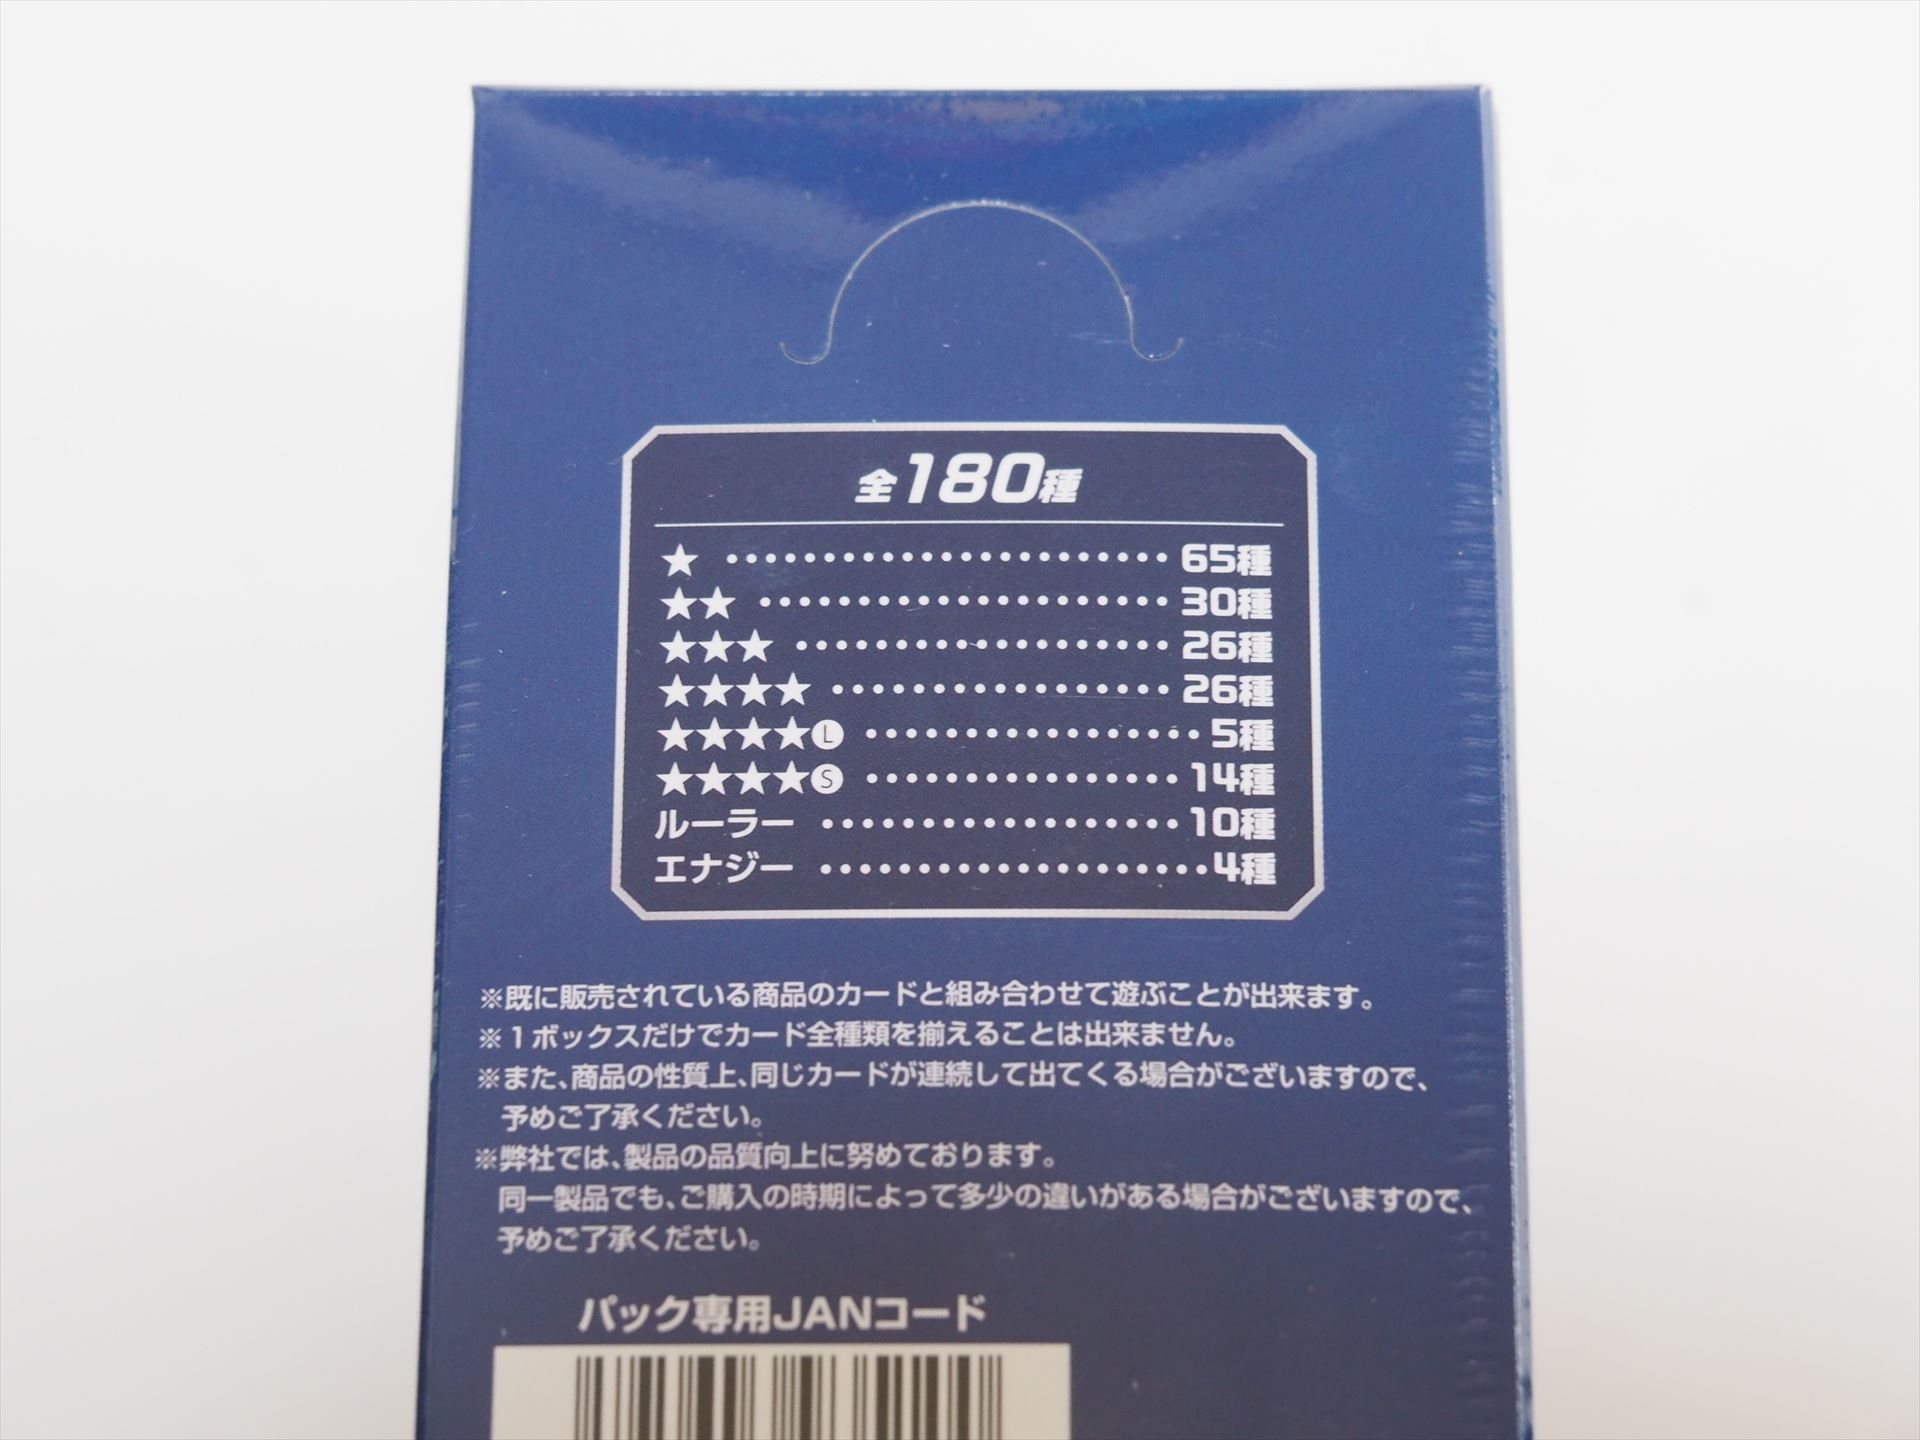 全180種
★ ・・・・・・・・・・・・・・・・・・・・・・・ 65種
★★ ・・・・・・・・・・・・・・・・・・・・・ 30種
★★★ ・・・・・・・・・・・・・・・・・・・ 26種
★★★★ ・・・・・・・・・・・・・・・・・ 26種
★★★★Ⓛ ・・・・・・・・・・・・・・・・・ 5種
★★★★Ⓢ ・・・・・・・・・・・・・・・・ 14種
ルーラー ・・・・・・・・・・・・・・・・・・ 10種
エナジー ・・・・・・・・・・・・・・・・・・・・ 4種
※既に販売されている商品のカードと組み合わせて遊ぶことが出来ます。
※１ボックスだけでカード全種類を揃えることは出来ません。
※また、商品の性質上、同じカードが連続して出てくる場合がございますので、
予めご了承ください。
※弊社では、製品の品質向上に努めております。
同一製品でも、ご購入の時期によって多少の違いがある場合がございますので、
予めご了承ください。
パック専用JANコード